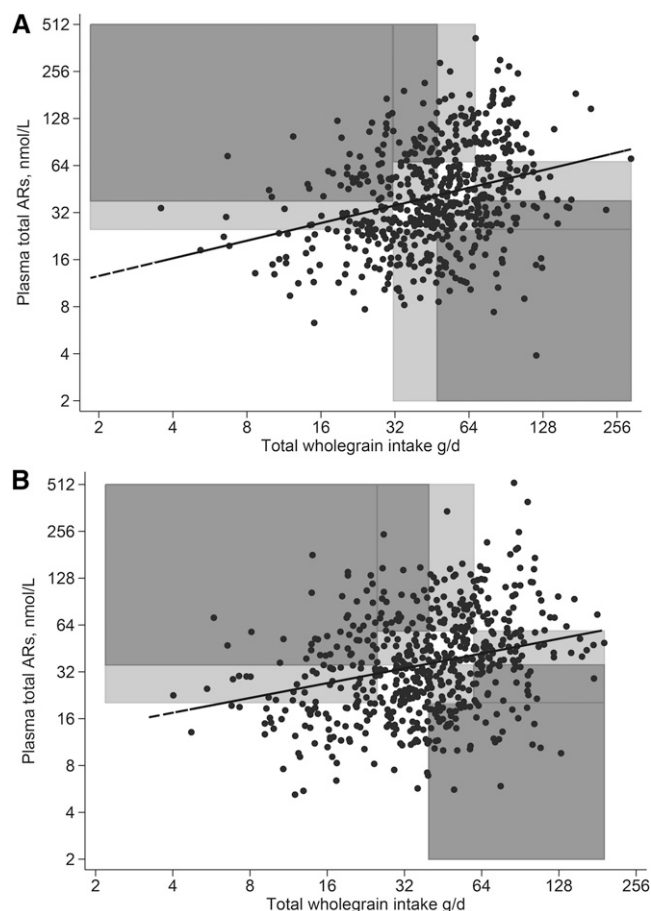 A
512
256
128
64
32
16
8
4
2
Plasma total ARs, nmol/L
2 4 8 16 32 64 128 256
Total wholegrain intake g/d
B
512
256
128
64
32
16
8
4
2
Plasma total ARs, nmol/L
2 4 8 16 32 64 128 256
Total wholegrain intake g/d